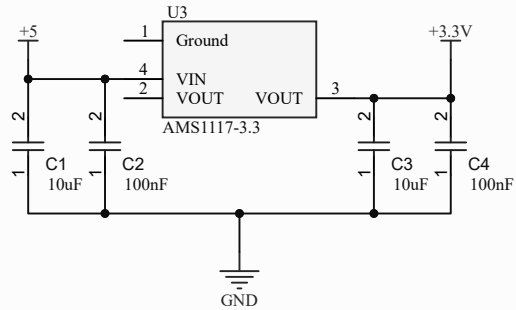 U3
+5
+3.3V
1
Ground
4
VIN
2
VOUT
VOUT
3
AMS1117-3.3
2
2
2
2
C1
C2
C3
C4
10uF
100nF
10uF
100nF
1
1
1
1
GND